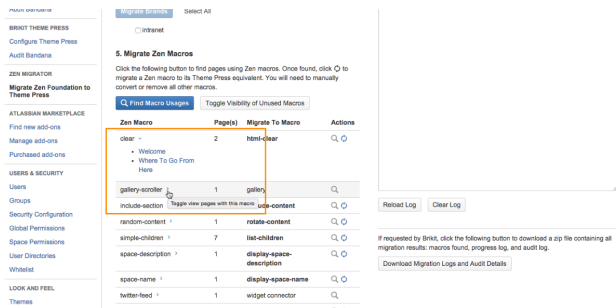 Audit Bandana
BRIKIT THEME PRESS
Configure Theme Press
Audit Bandana
ZEN MIGRATOR
Migrate Zen Foundation to
Theme Press
ATLASSIAN MARKETPLACE
Find new add-ons
Manage add-ons
Purchased add-ons
USERS & SECURITY
Users
Groups
Security Configuration
Global Permissions
Space Permissions
User Directories
Whitelist
LOOK AND FEEL
Themes
Migrate Brands Select All
intranet
5. Migrate Zen Macros
Click the following button to find pages using Zen macros. Once found, click to
migrate a Zen macro to its Theme Press equivalent. You will need to manually
convert or remove all other macros.
Find Macro Usages Toggle Visibility of Unused Macros
Zen Macro Page(s) Migrate To Macro Actions
clear 2 html-clear
• Welcome
• Where To Go From
Here
gallery-scroller 1 gallery
Toggle view pages with this macro
include-section clude-content
random-content 1 rotate-content
simple-children 7 list-children
space-description 1 display-space-
description
space-name 1 display-space-name
twitter-feed 1 widget connector
Reload Log Clear Log
If requested by Brikit, click the following button to download a zip file containing all
migration results: macros found, progress log, and audit log.
Download Migration Logs and Audit Details